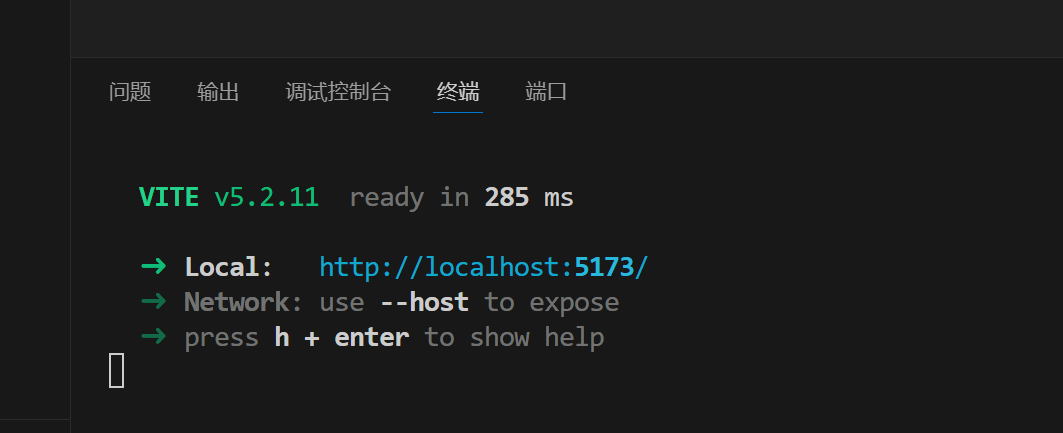 问题 输出 调试控制台 终端 端口
VITE v5.2.11 ready in 285 ms
➜ Local: http://localhost:5173/
➜ Network: use --host to expose
➜ press h + enter to show help